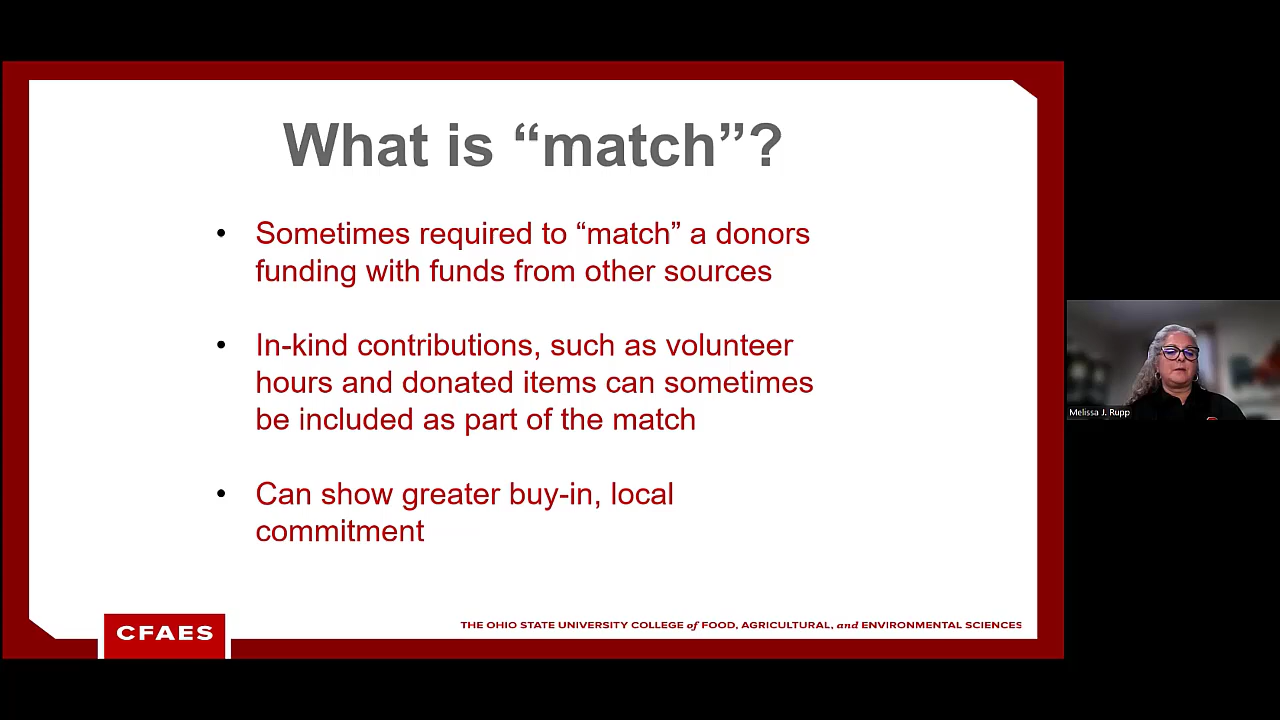 What is “match”?
• Sometimes required to “match” a donors
funding with funds from other sources
• In-kind contributions, such as volunteer
hours and donated items can sometimes
be included as part of the match
• Can show greater buy-in, local
commitment
CFAES
THE OHIO STATE UNIVERSITY COLLEGE of FOOD, AGRICULTURAL, and ENVIRONMENTAL SCIENCES
Melissa J. Rupp